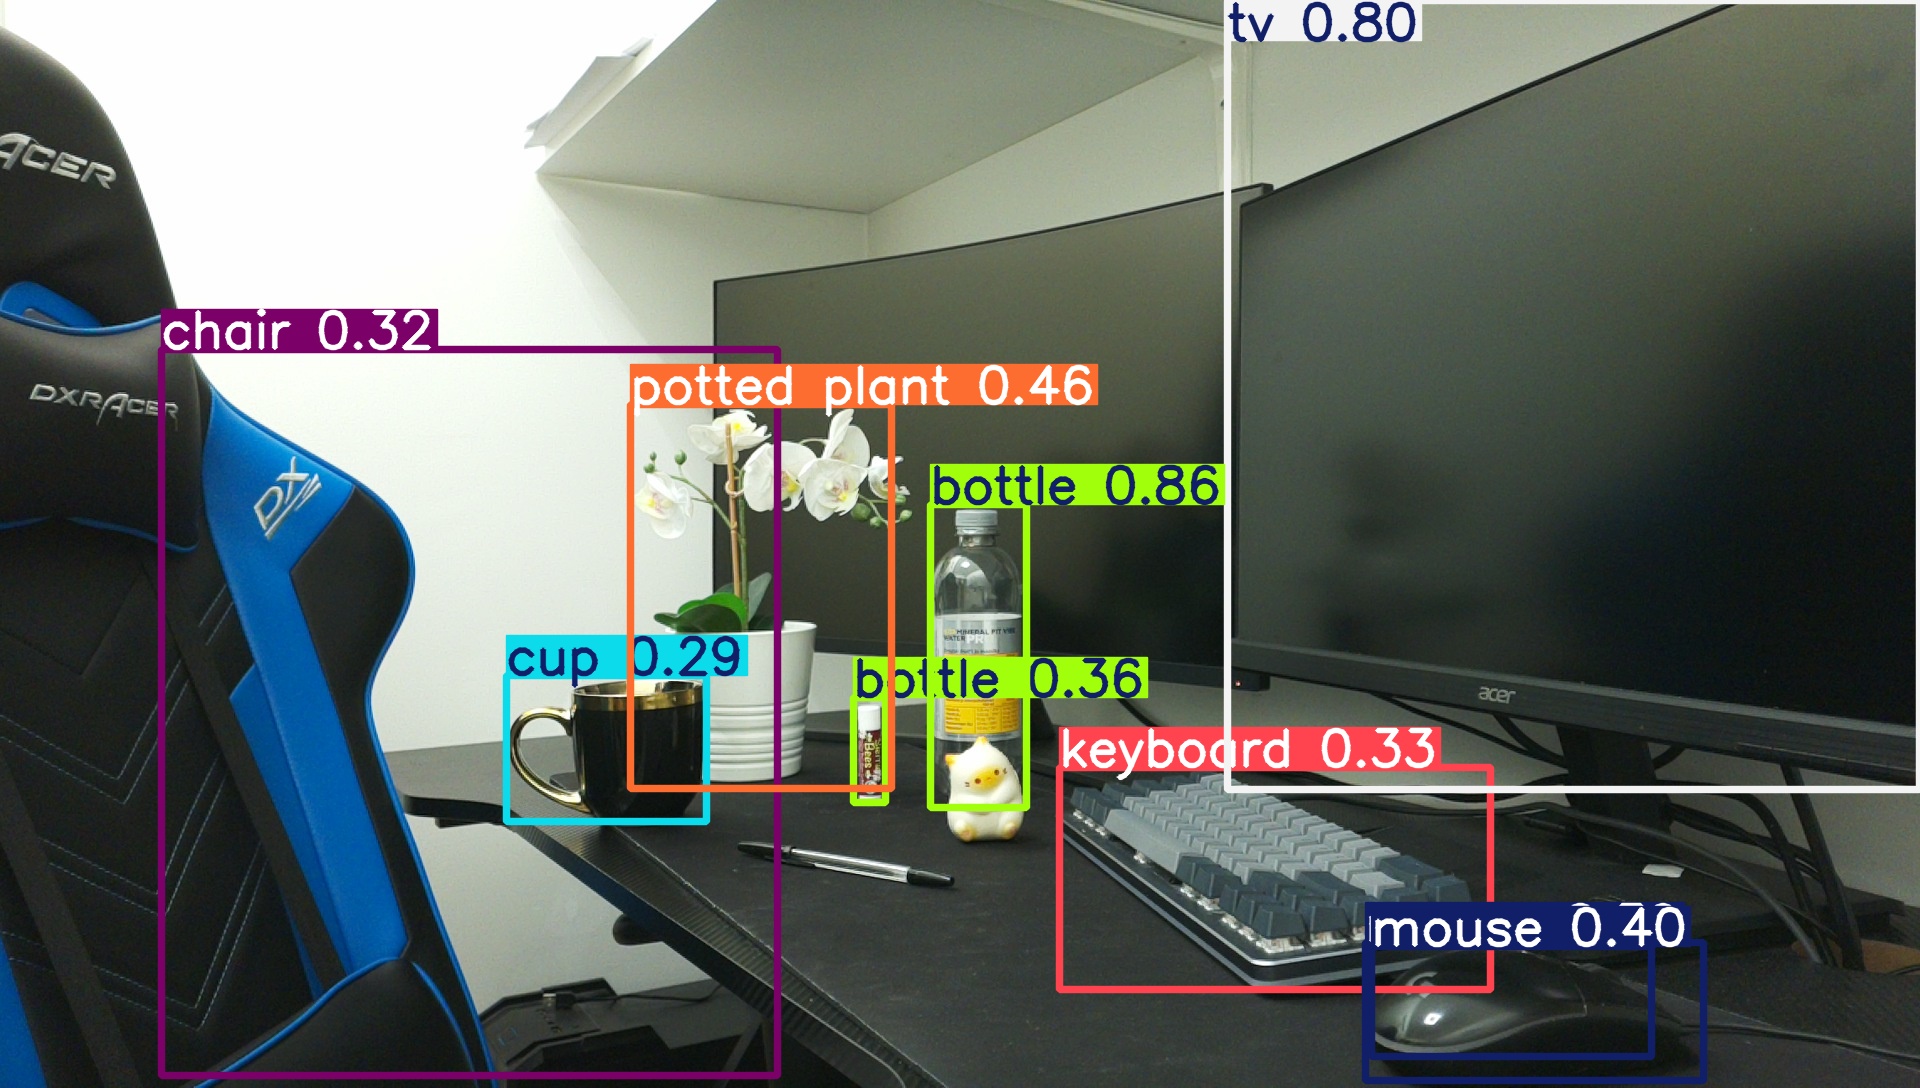 tv 0.80
ACER
chair 0.32
DXRACER
potted plant 0.46
DX
bottle 0.86
MINERAL
cup 0.29
bottle 0.36
acer
keyboard 0.33
Bees
mouse 0.40